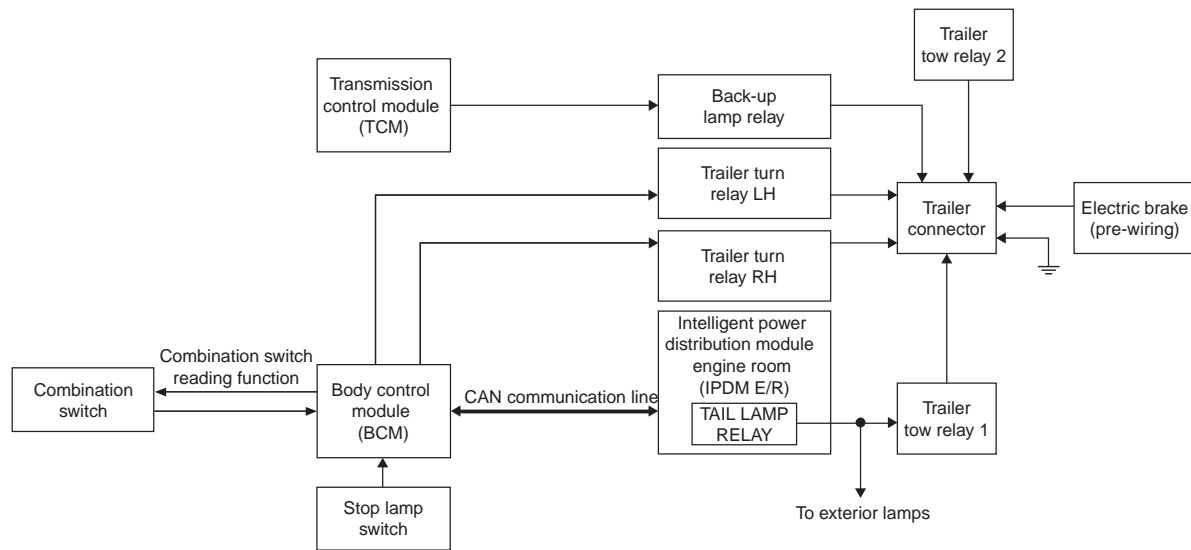 Trailer
tow relay 2
Transmission
control module
(TCM)
Back-up
lamp relay
Trailer turn
relay LH
Trailer
connector
Electric brake
(pre-wiring)
Trailer turn
relay RH
Combination switch
reading function
Combination
switch
Body control
module
(BCM)
CAN communication line
Intelligent power
distribution module
engine room
(IPDM E/R)
TAIL LAMP
RELAY
Trailer
tow relay 1
Stop lamp
switch
To exterior lamps